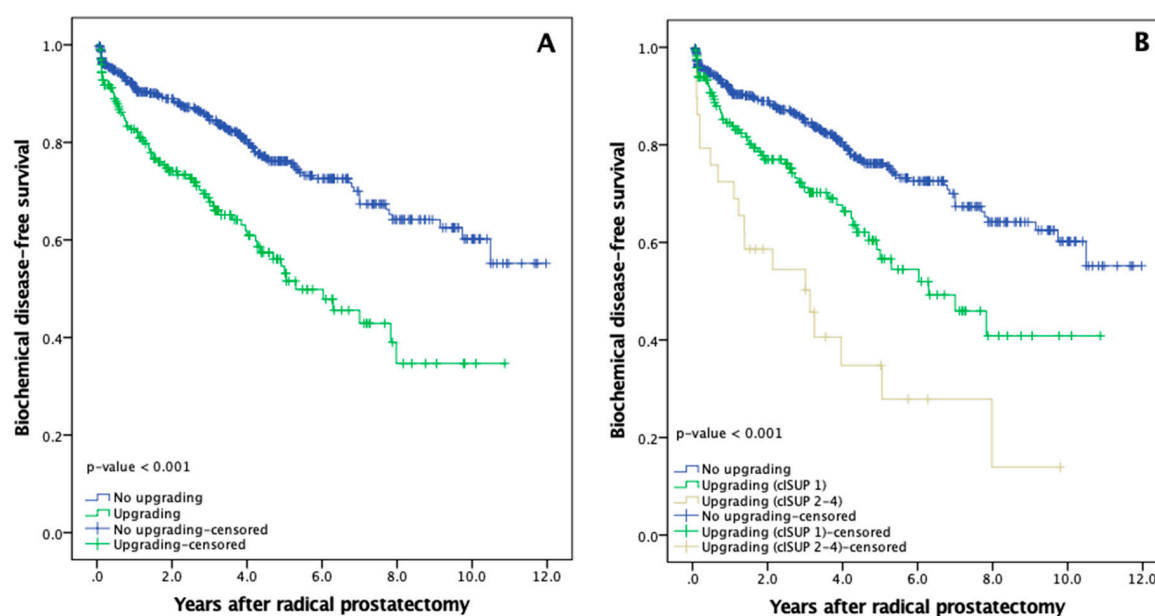 A
Biochemical disease-free survival
1.0
0.8
0.6
0.4
0.2
0.0
p-value < 0.001
No upgrading
Upgrading
No upgrading-censored
Upgrading-censored
.0 2.0 4.0 6.0 8.0 10.0 12.0
Years after radical prostatectomy
B
Biochemical disease-free survival
1.0
0.8
0.6
0.4
0.2
0.0
p-value < 0.001
No upgrading
Upgrading (cISUP 1)
Upgrading (cISUP 2-4)
No upgrading-censored
Upgrading (cISUP 1)-censored
Upgrading (cISUP 2-4)-censored
.0 2.0 4.0 6.0 8.0 10.0 12.0
Years after radical prostatectomy